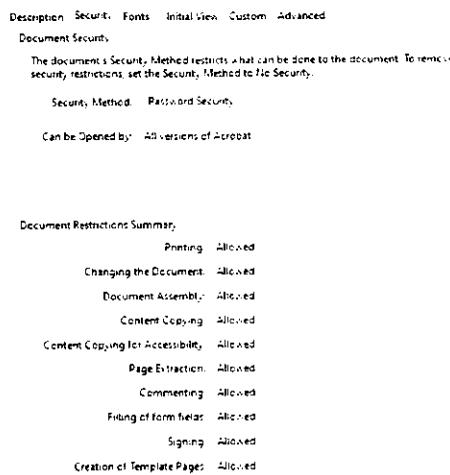 Description Security Fonts Initial View Custom Advanced
Document Security
The document's Security Method restricts what can be done to the document. To remove
security restrictions, set the Security Method to No Security.
Security Method: Password Security
Can be Opened by: All versions of Acrobat
Document Restrictions Summary
Printing: Allowed
Changing the Document: Allowed
Document Assembly: Allowed
Content Copying: Allowed
Content Copying for Accessibility: Allowed
Page Extraction: Allowed
Commenting: Allowed
Filling of form fields: Allowed
Signing: Allowed
Creation of Template Pages: Allowed